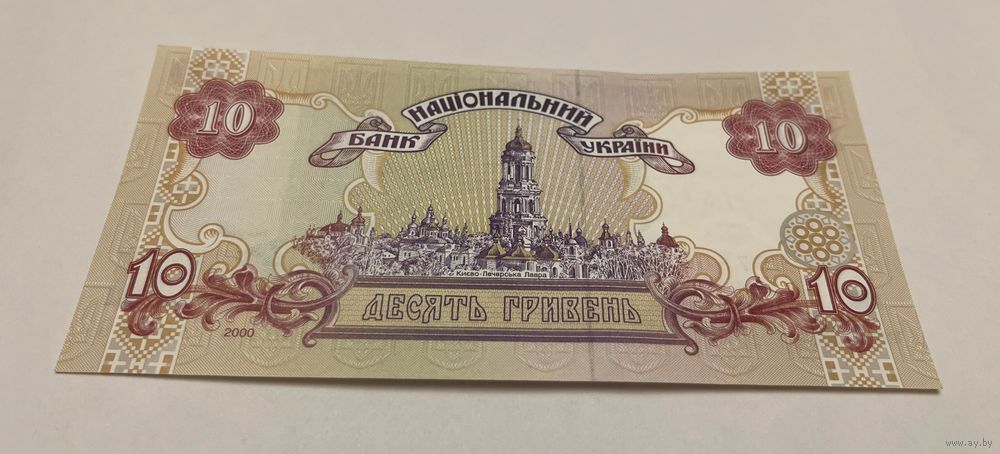 НАЦІОНАЛЬНИЙ
БАНК УКРАЇНИ
10 10
Києво-Печерська Лавра
10 10
ДЕСЯТЬ ГРИВЕНЬ
2000
www.ay.by